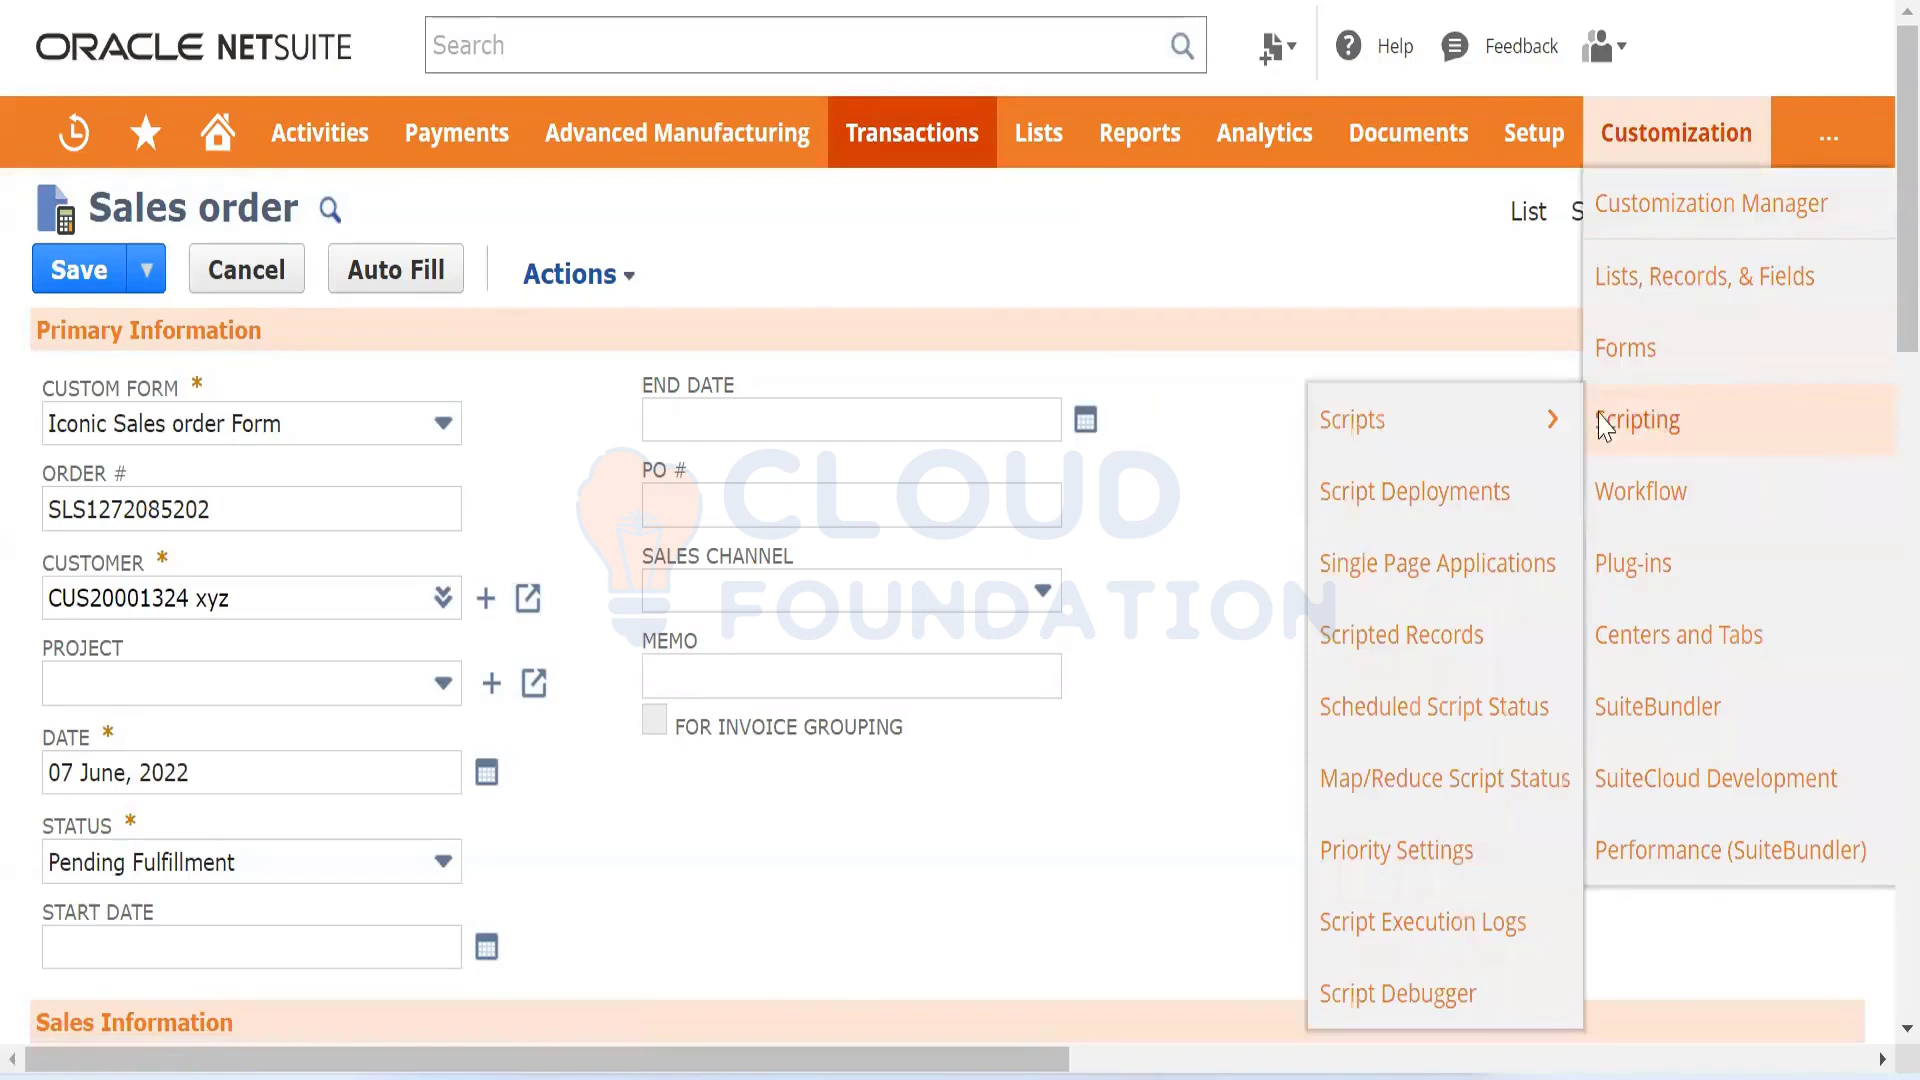 ORACLE NETSUITE
Search
Help
Feedback
Activities
Payments
Advanced Manufacturing
Transactions
Lists
Reports
Analytics
Documents
Setup
Customization
...
Sales order
List
S
Save
Cancel
Auto Fill
Actions
Primary Information
CUSTOM FORM *
Iconic Sales order Form
ORDER #
SLS1272085202
CUSTOMER *
CUS20001324 xyz
PROJECT
DATE *
07 June, 2022
STATUS *
Pending Fulfillment
START DATE
END DATE
PO #
SALES CHANNEL
MEMO
FOR INVOICE GROUPING
CLOUD
FOUNDATION
Customization Manager
Lists, Records, & Fields
Forms
Scripting
Workflow
Plug-ins
Centers and Tabs
SuiteBundler
SuiteCloud Development
Performance (SuiteBundler)
Scripts
Script Deployments
Single Page Applications
Scripted Records
Scheduled Script Status
Map/Reduce Script Status
Priority Settings
Script Execution Logs
Script Debugger
Sales Information